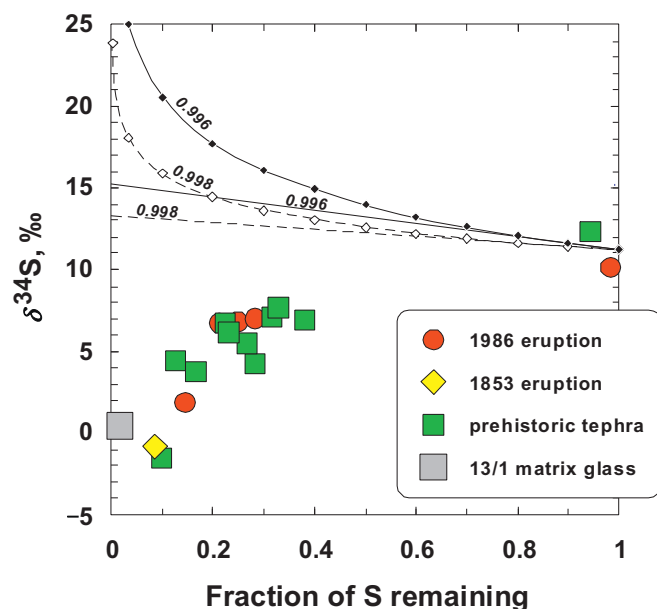 25
20
15
10
5
0
−5
δ34S, ‰
0.996
0.998
0.996
0.998
1986 eruption
1853 eruption
prehistoric tephra
13/1 matrix glass
0 0.2 0.4 0.6 0.8 1
Fraction of S remaining